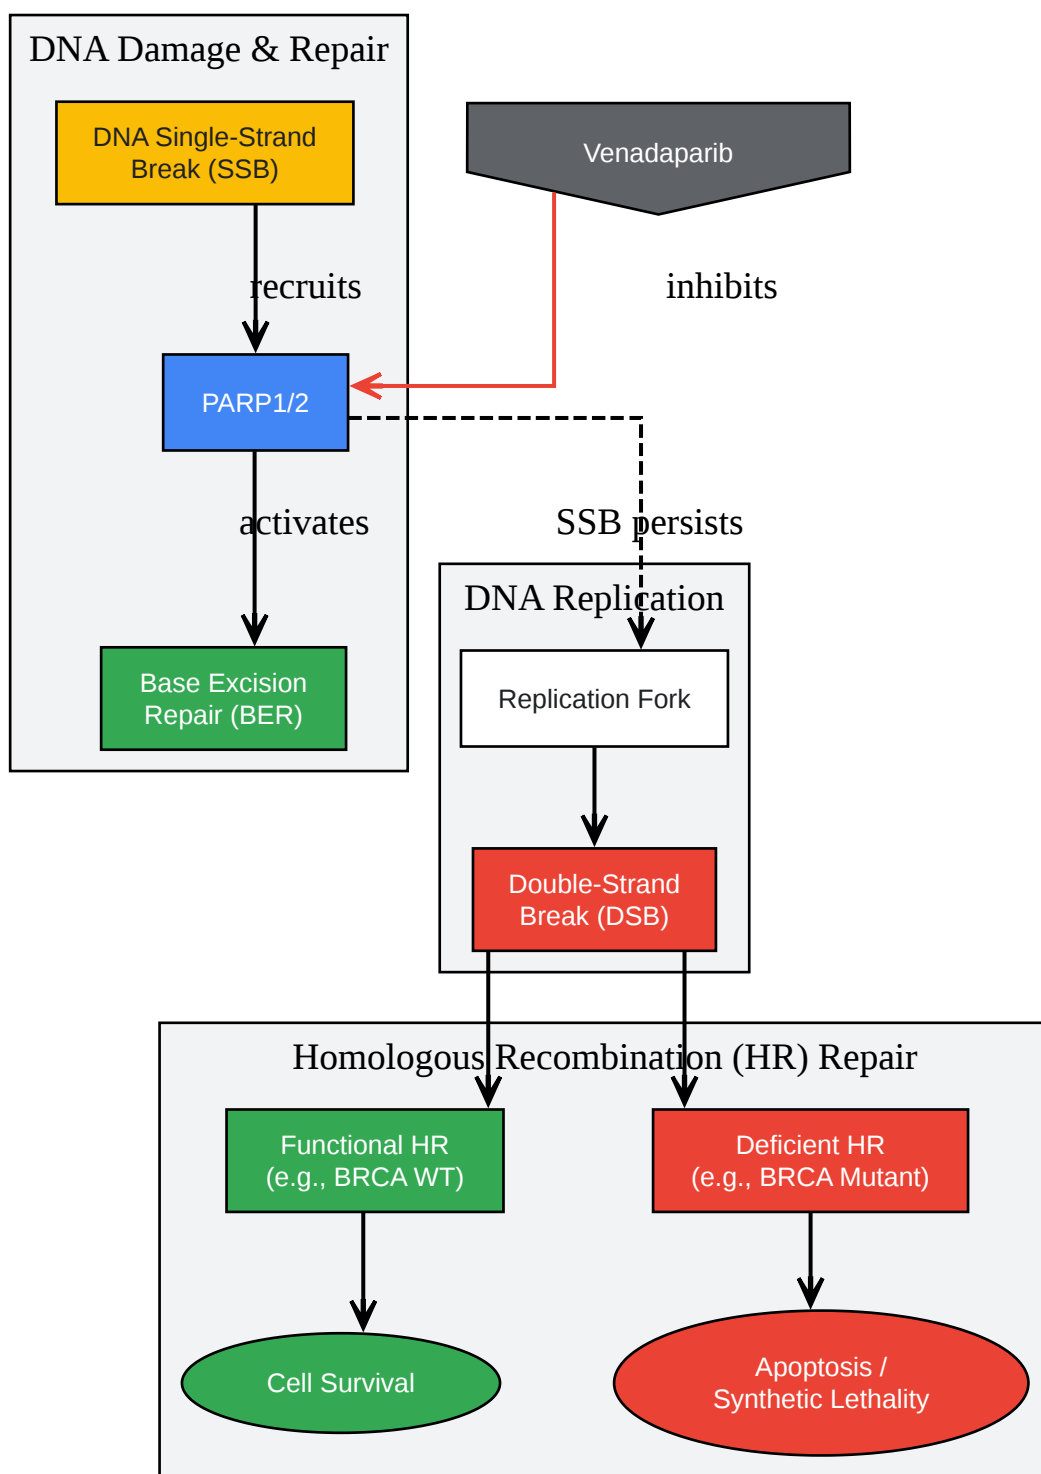 DNA Damage & Repair
DNA Single-Strand
Break (SSB)
Venadaparib
recruits
inhibits
PARP1/2
activates
SSB persists
DNA Replication
Base Excision
Repair (BER)
Replication Fork
Double-Strand
Break (DSB)
Homologous Recombination (HR) Repair
Functional HR
(e.g., BRCA WT)
Deficient HR
(e.g., BRCA Mutant)
Cell Survival
Apoptosis /
Synthetic Lethality